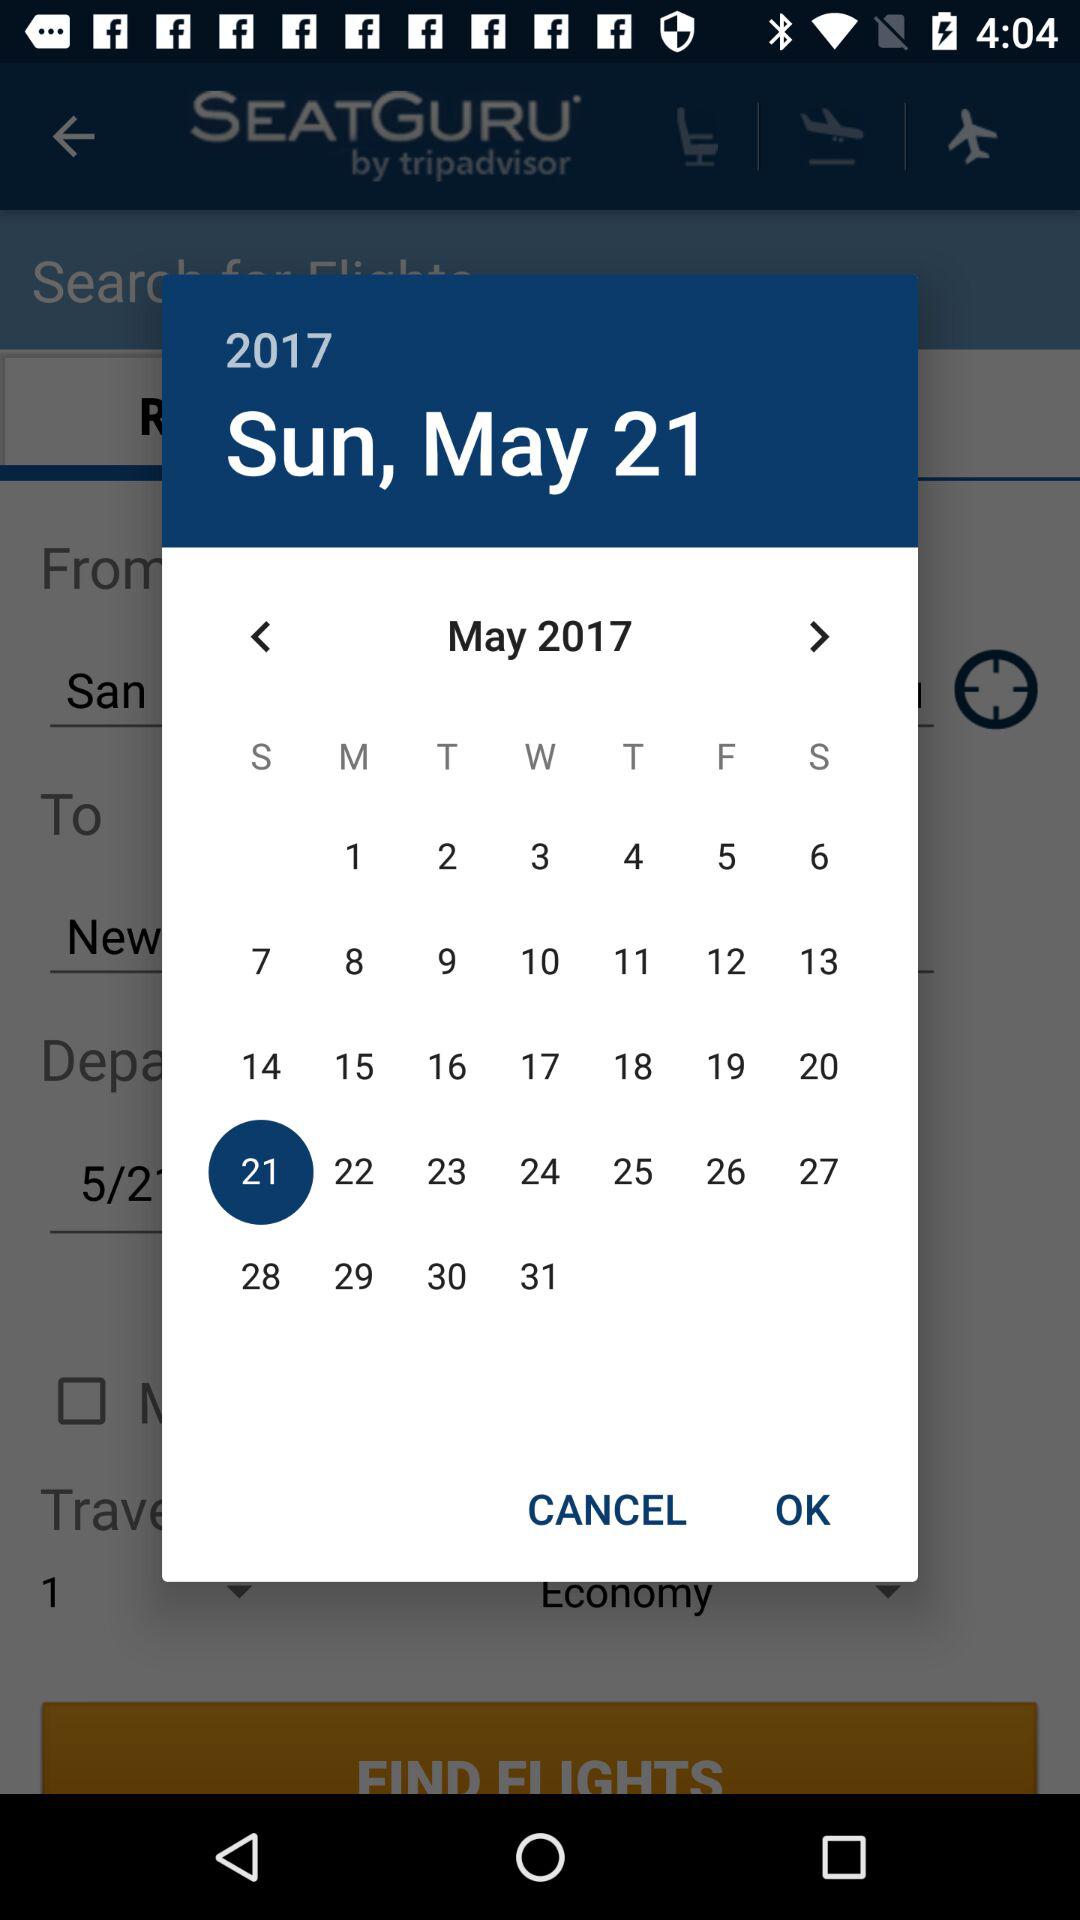 4:04
SEATGURU
by tripadvisor
Search for Flights
2017
Sun, May 21
From
May 2017
San
S M T W T F S
To
1 2 3 4 5 6
New
7 8 9 10 11 12 13
14 15 16 17 18 19 20
5/21
21 22 23 24 25 26 27
28 29 30 31
CANCEL OK
1 Economy
FIND FLIGHTS